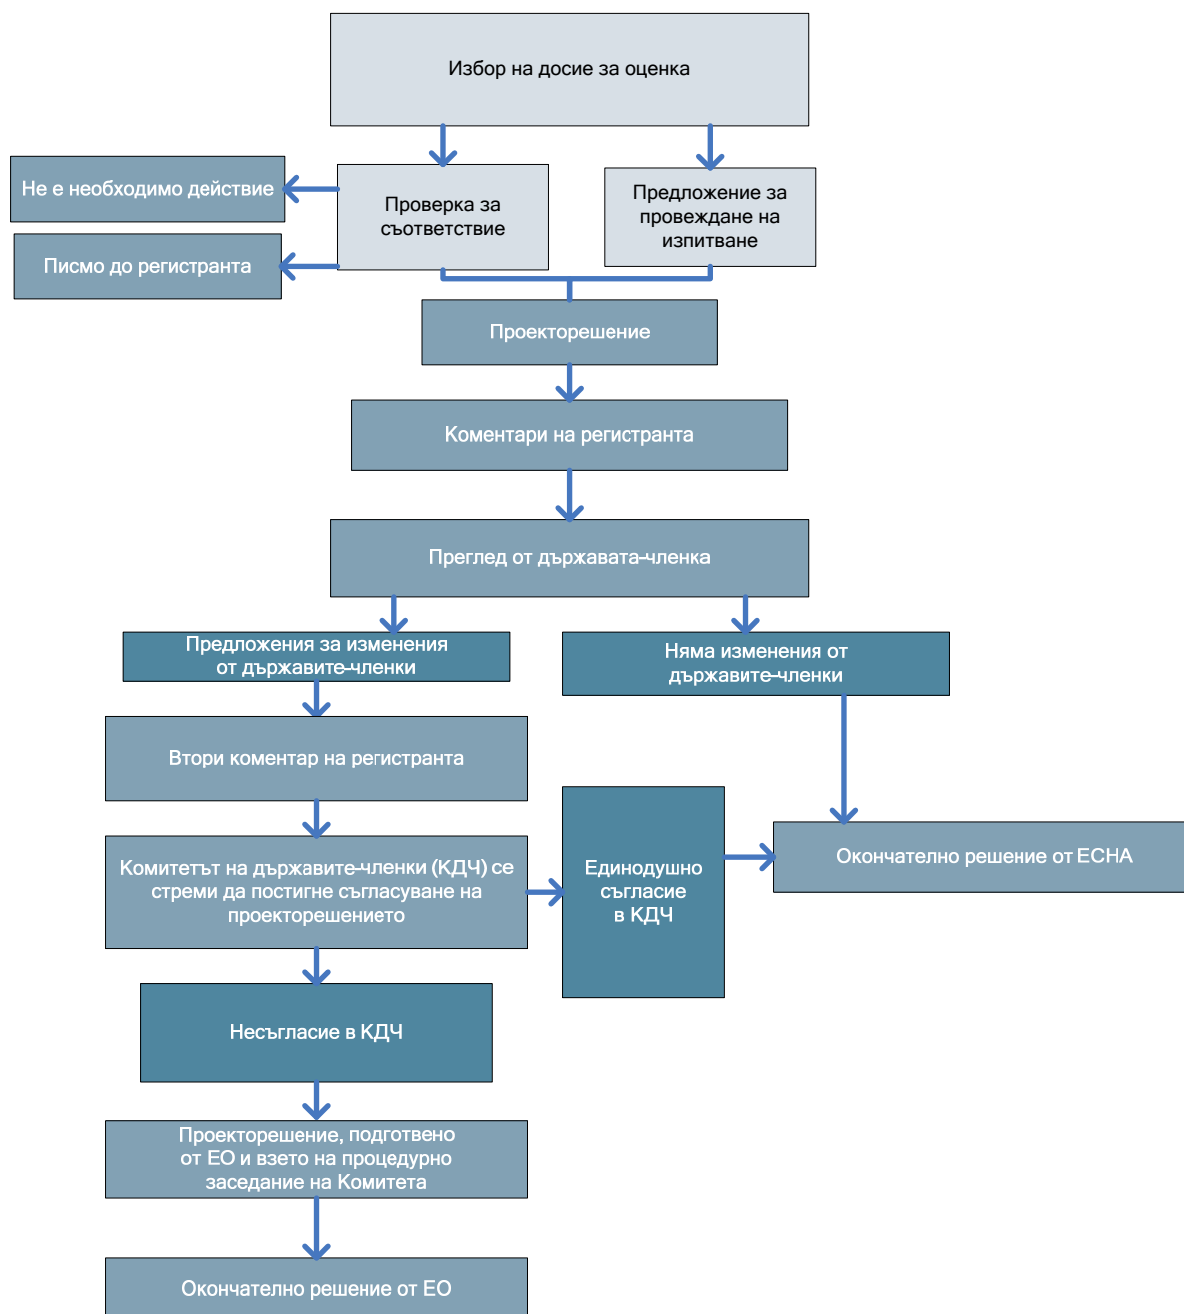 Избор на досие за оценка
Не е необходимо действие
Проверка за
съответствие
Предложение за
провеждане на
изпитване
Писмо до регистранта
Проекторешение
Коментари на регистранта
Преглед от държавата-членка
Предложения за изменения
от държавите-членки
Няма изменения от
държавите-членки
Втори коментар на регистранта
Комитетът на държавите-членки (КДЧ) се
стреми да постигне съгласуване на
проекторешението
Единодушно
съгласие
в КДЧ
Окончателно решение от ECHA
Несъгласие в КДЧ
Проекторешение, подготвено
от ЕО и взето на процедурно
заседание на Комитета
Окончателно решение от ЕО